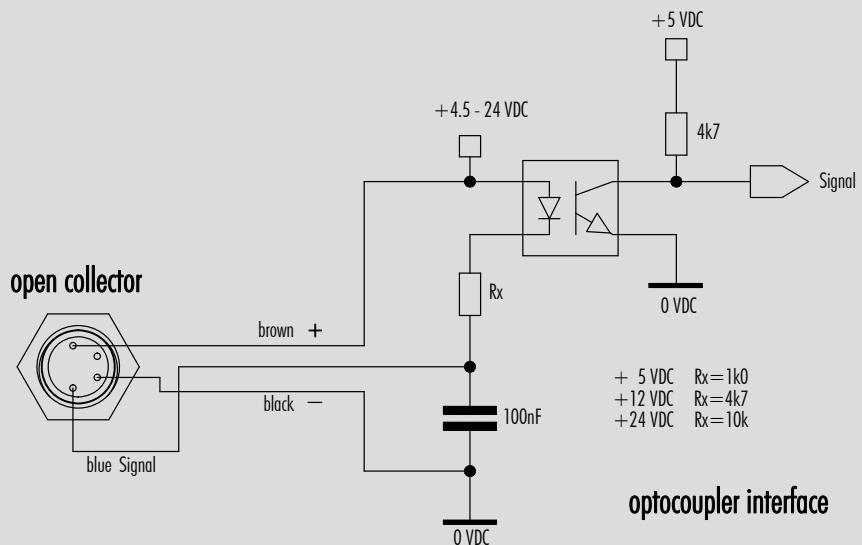 +5 VDC
+4.5 - 24 VDC
4k7
Signal
open collector
Rx
0 VDC
brown +
+ 5 VDC Rx=1k0
+12 VDC Rx=4k7
+24 VDC Rx=10k
black −
100nF
blue Signal
optocoupler interface
0 VDC